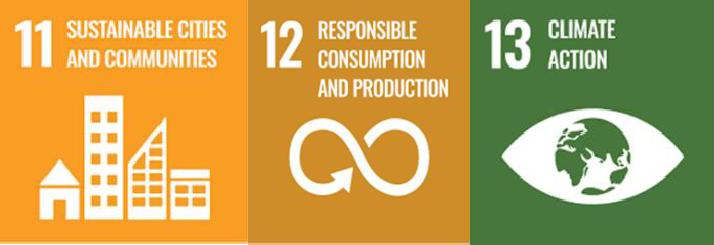 11
SUSTAINABLE CITIES
AND COMMUNITIES
12
RESPONSIBLE
CONSUMPTION
AND PRODUCTION
13
CLIMATE
ACTION